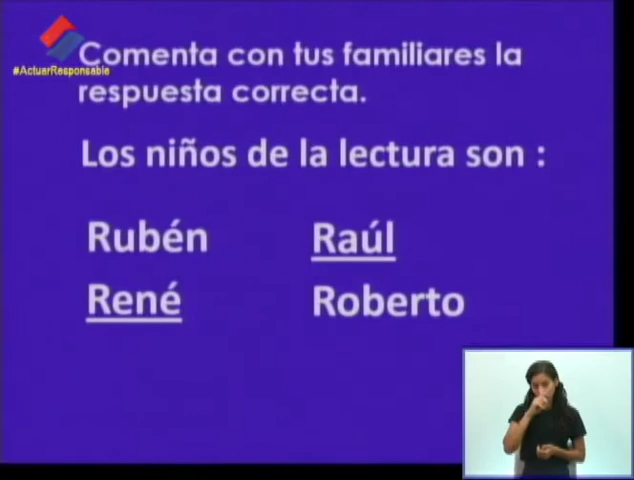 #ActuarResponsable
Comenta con tus familiares la
respuesta correcta.
Los niños de la lectura son :
Rubén Raúl
René Roberto